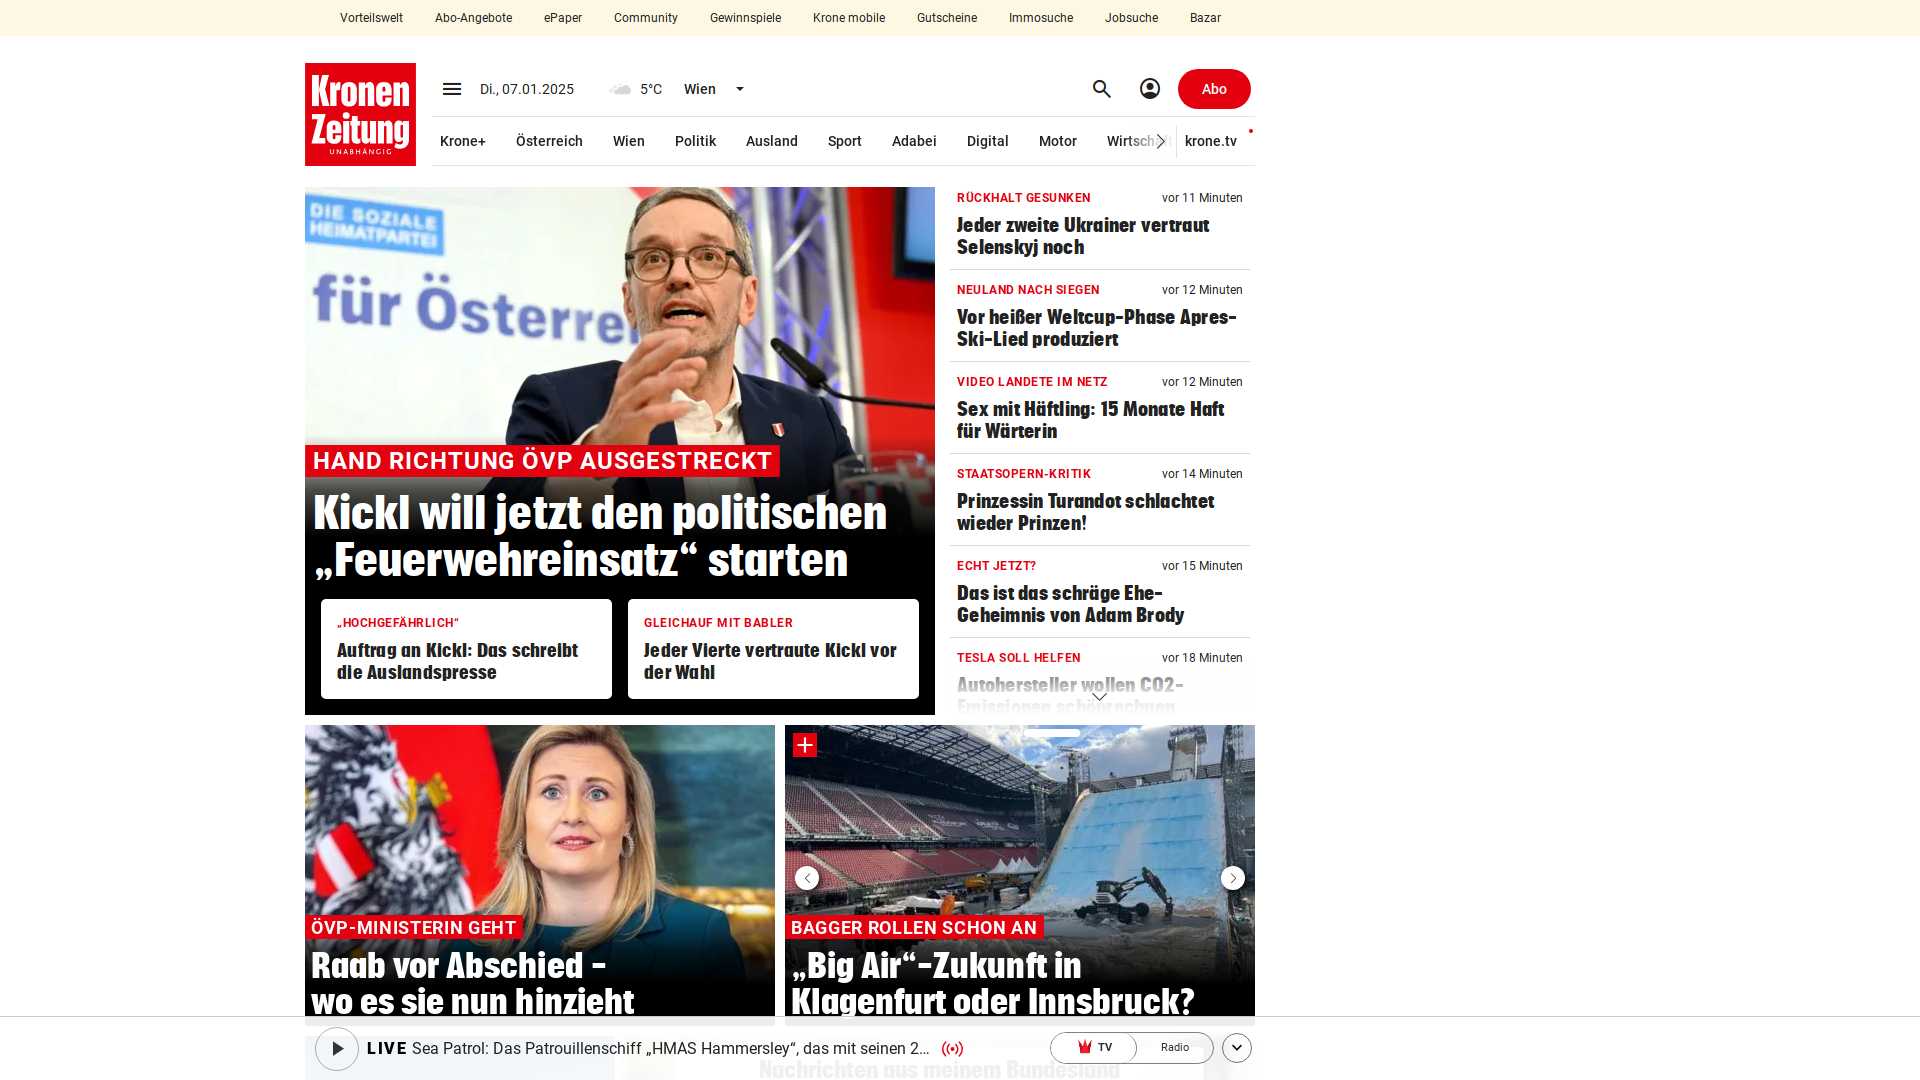 Vorteilswelt Abo-Angebote ePaper Community Gewinnspiele Krone mobile Gutscheine Immosuche Jobsuche Bazar
Kronen
Zeitung
UNABHÄNGIG
Di., 07.01.2025 5°C Wien Abo
Krone+ Österreich Wien Politik Ausland Sport Adabei Digital Motor Wirtschaft krone.tv
DIE SOZIALE
HEIMATPARTEI
für Österrei
HAND RICHTUNG ÖVP AUSGESTRECKT
Kickl will jetzt den politischen
„Feuerwehreinsatz“ starten
„HOCHGEFÄHRLICH“
Auftrag an Kickl: Das schreibt
die Auslandspresse
GLEICHAUF MIT BABLER
Jeder Vierte vertraute Kickl vor
der Wahl
RÜCKHALT GESUNKEN vor 11 Minuten
Jeder zweite Ukrainer vertraut
Selenskyj noch
NEULAND NACH SIEGEN vor 12 Minuten
Vor heißer Weltcup-Phase Apres-
Ski-Lied produziert
VIDEO LANDETE IM NETZ vor 12 Minuten
Sex mit Häftling: 15 Monate Haft
für Wärterin
STAATSOPERN-KRITIK vor 14 Minuten
Prinzessin Turandot schlachtet
wieder Prinzen!
ECHT JETZT? vor 15 Minuten
Das ist das schräge Ehe-
Geheimnis von Adam Brody
TESLA SOLL HELFEN vor 18 Minuten
Autohersteller wollen CO2-
Emissionen schönrechnen
ÖVP-MINISTERIN GEHT
Raab vor Abschied –
wo es sie nun hinzieht
BAGGER ROLLEN SCHON AN
„Big Air“-Zukunft in
Klagenfurt oder Innsbruck?
LIVE Sea Patrol: Das Patrouillenschiff „HMAS Hammersley“, das mit seinen 2... TV Radio
Nachrichten aus meinem Bundesland